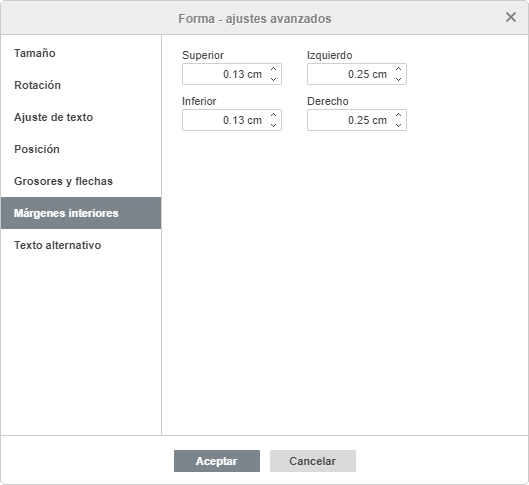 Forma - ajustes avanzados
Tamaño
Rotación
Ajuste de texto
Posición
Grosores y flechas
Márgenes interiores
Texto alternativo
Superior
Izquierdo
0.13 cm
0.25 cm
Inferior
Derecho
0.13 cm
0.25 cm
Aceptar
Cancelar